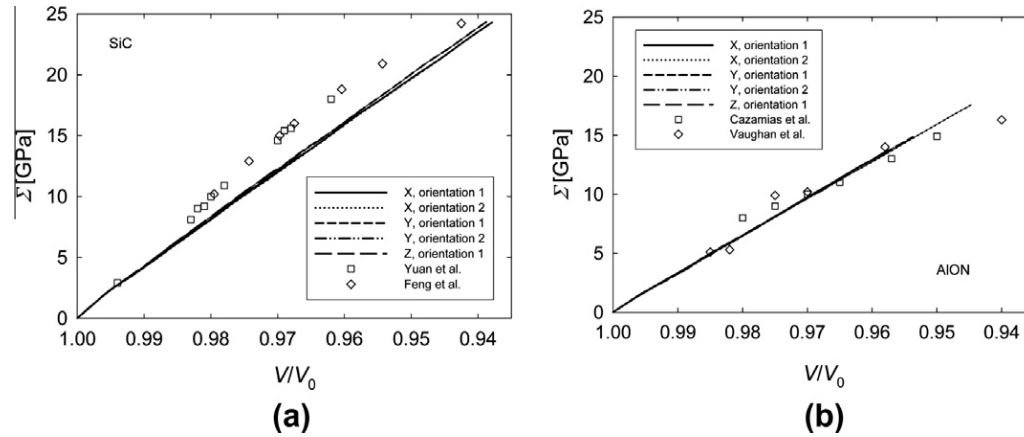 25
20
15
10
5
0
Σ [GPa]
SiC
X, orientation 1
X, orientation 2
Y, orientation 1
Y, orientation 2
Z, orientation 1
Yuan et al.
Feng et al.
1.00 0.99 0.98 0.97 0.96 0.95 0.94
V/V₀
(a)
25
20
15
10
5
0
Σ [GPa]
X, orientation 1
X, orientation 2
Y, orientation 1
Y, orientation 2
Z, orientation 1
Cazamias et al.
Vaughan et al.
AlON
1.00 0.99 0.98 0.97 0.96 0.95 0.94
V/V₀
(b)